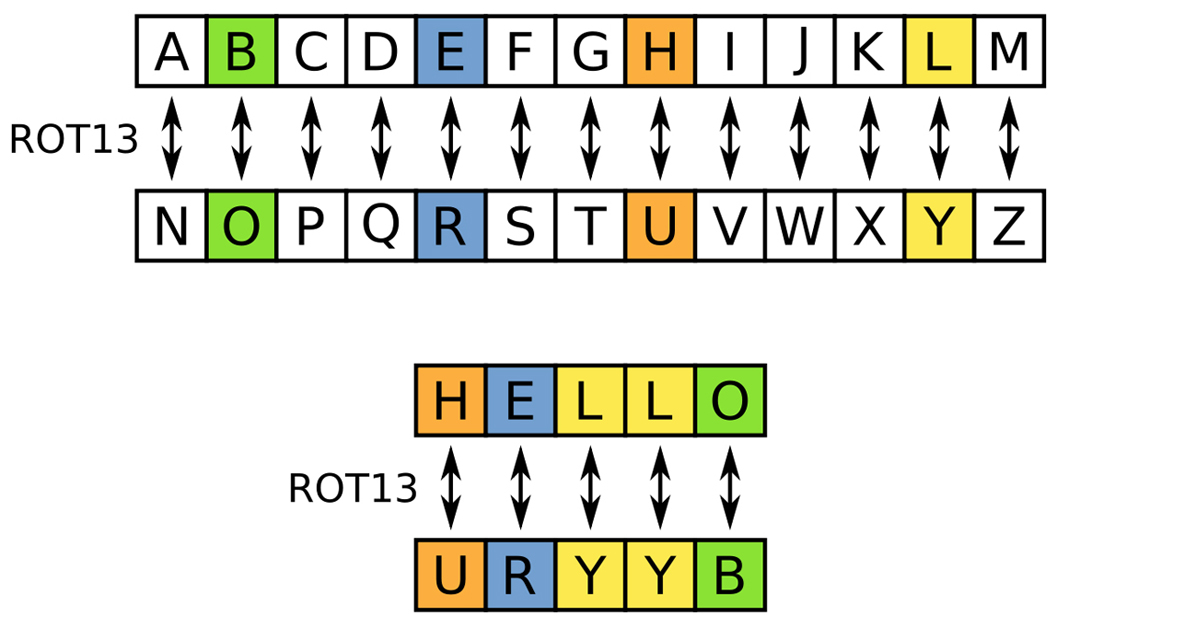 A B C D E F G H I J K L M
ROT13
N O P Q R S T U V W X Y Z
H E L L O
ROT13
U R Y Y B